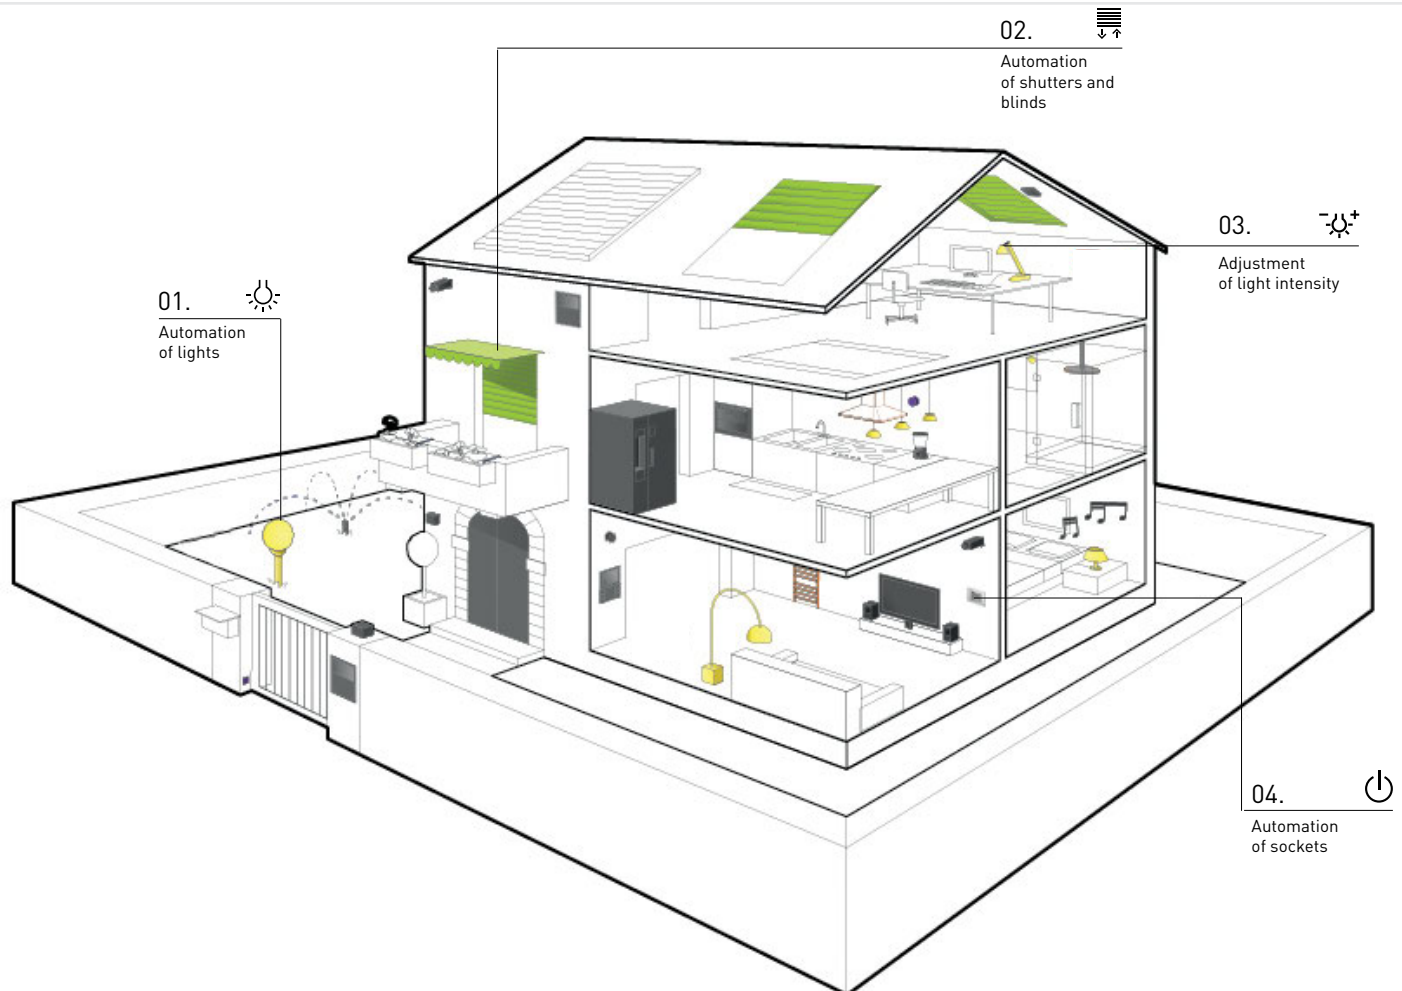 02.
Automation
of shutters and
blinds
03.
Adjustment
of light intensity
01.
Automation
of lights
04.
Automation
of sockets